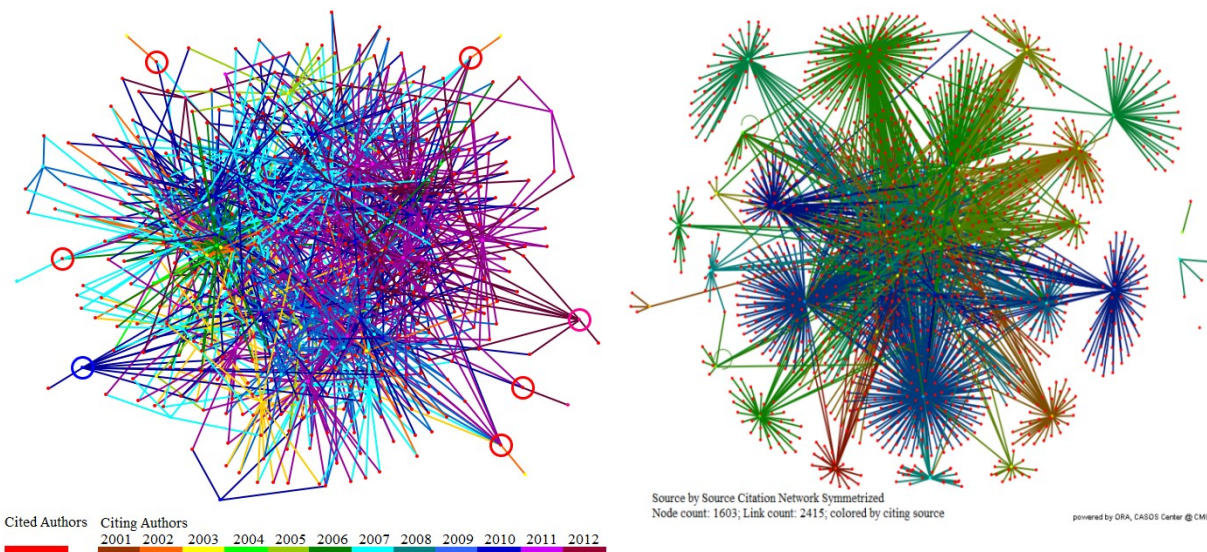 Cited Authors
Citing Authors
2001 2002 2003 2004 2005 2006 2007 2008 2009 2010 2011 2012
Source by Source Citation Network Symmetrized
Node count: 1603; Link count: 2415; colored by citing source
powered by ORA, CASOS Center @ CM